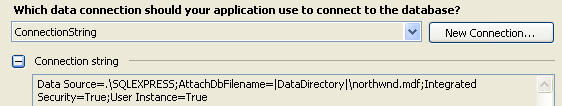 Which data connection should your application use to connect to the database?
ConnectionString
New Connection...
Connection string
Data Source=.\SQLEXPRESS;AttachDbFilename=|DataDirectory|\northwnd.mdf;Integrated
Security=True;User Instance=True